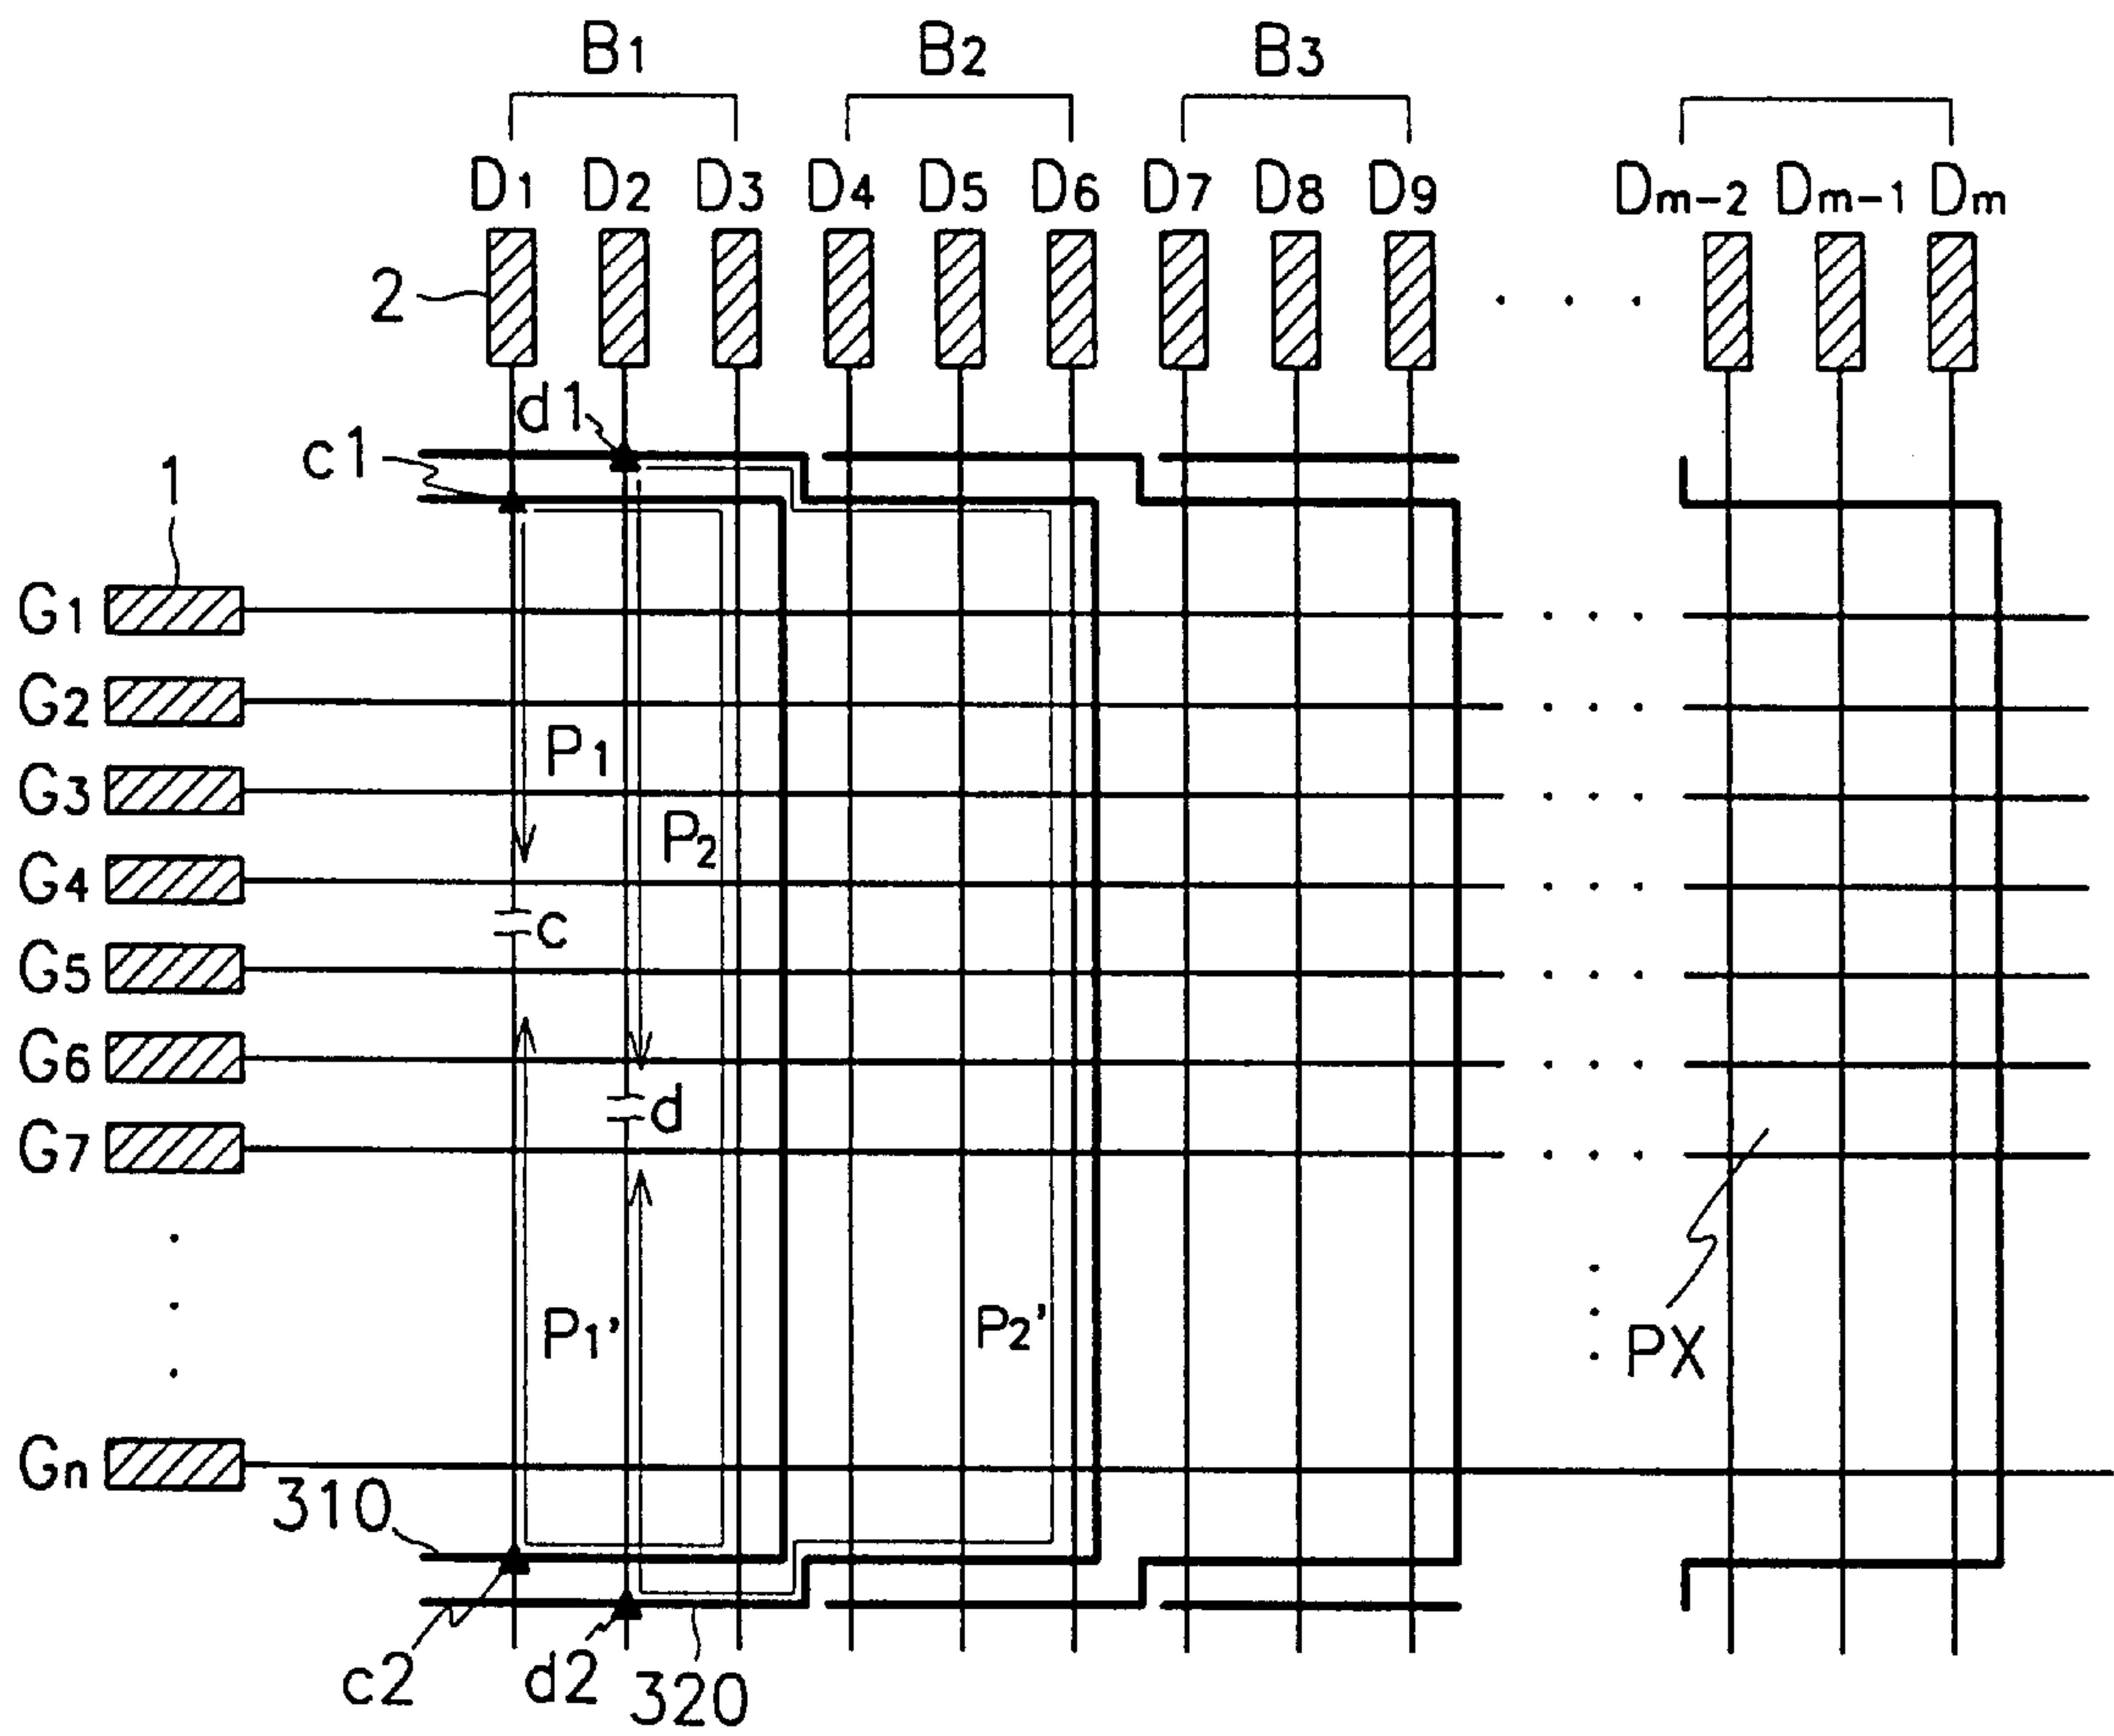 B1 B2 B3
D1 D2 D3 D4 D5 D6 D7 D8 D9 Dm-2 Dm-1 Dm
2
d1
c1
1
G1
G2
P1
G3
P2
G4
c
G5
G6
d
G7
P1' P2'
PX
Gn
310
c2 d2 320